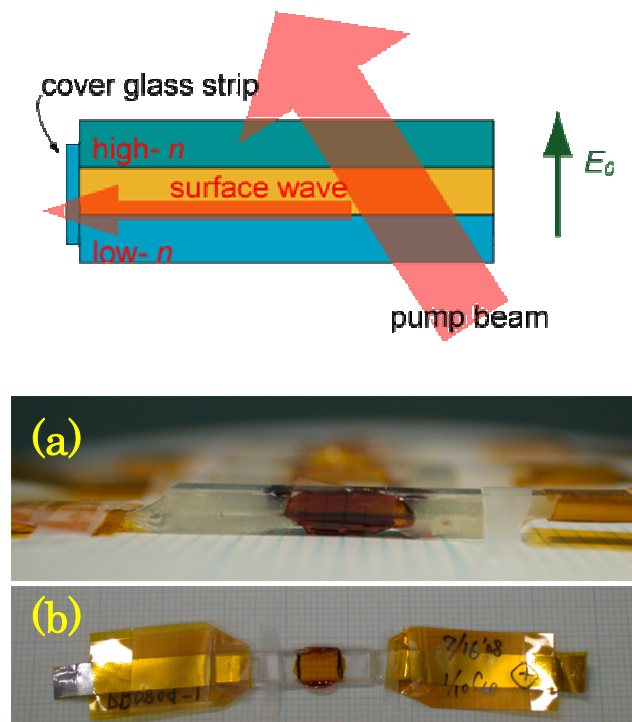 cover glass strip
high- n
surface wave
low- n
E₀
pump beam
(a)
(b)
7/16'08
1/10 C60
+